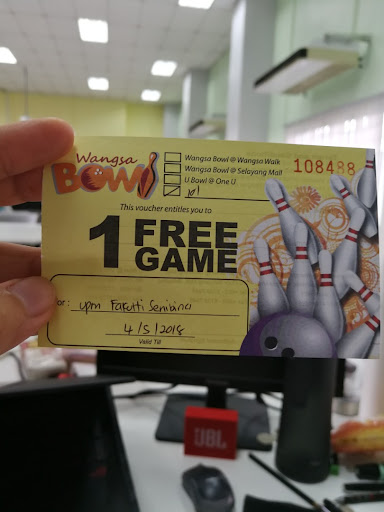 Wangsa
BOWL
Wangsa Bowl @ Wangsa Walk
Wangsa Bowl @ Selayang Mall
U Bowl @ One U
108488
This voucher entitles you to
1 FREE
GAME
For: upm Fakulti
4/5/2018
Valid Till
JBL